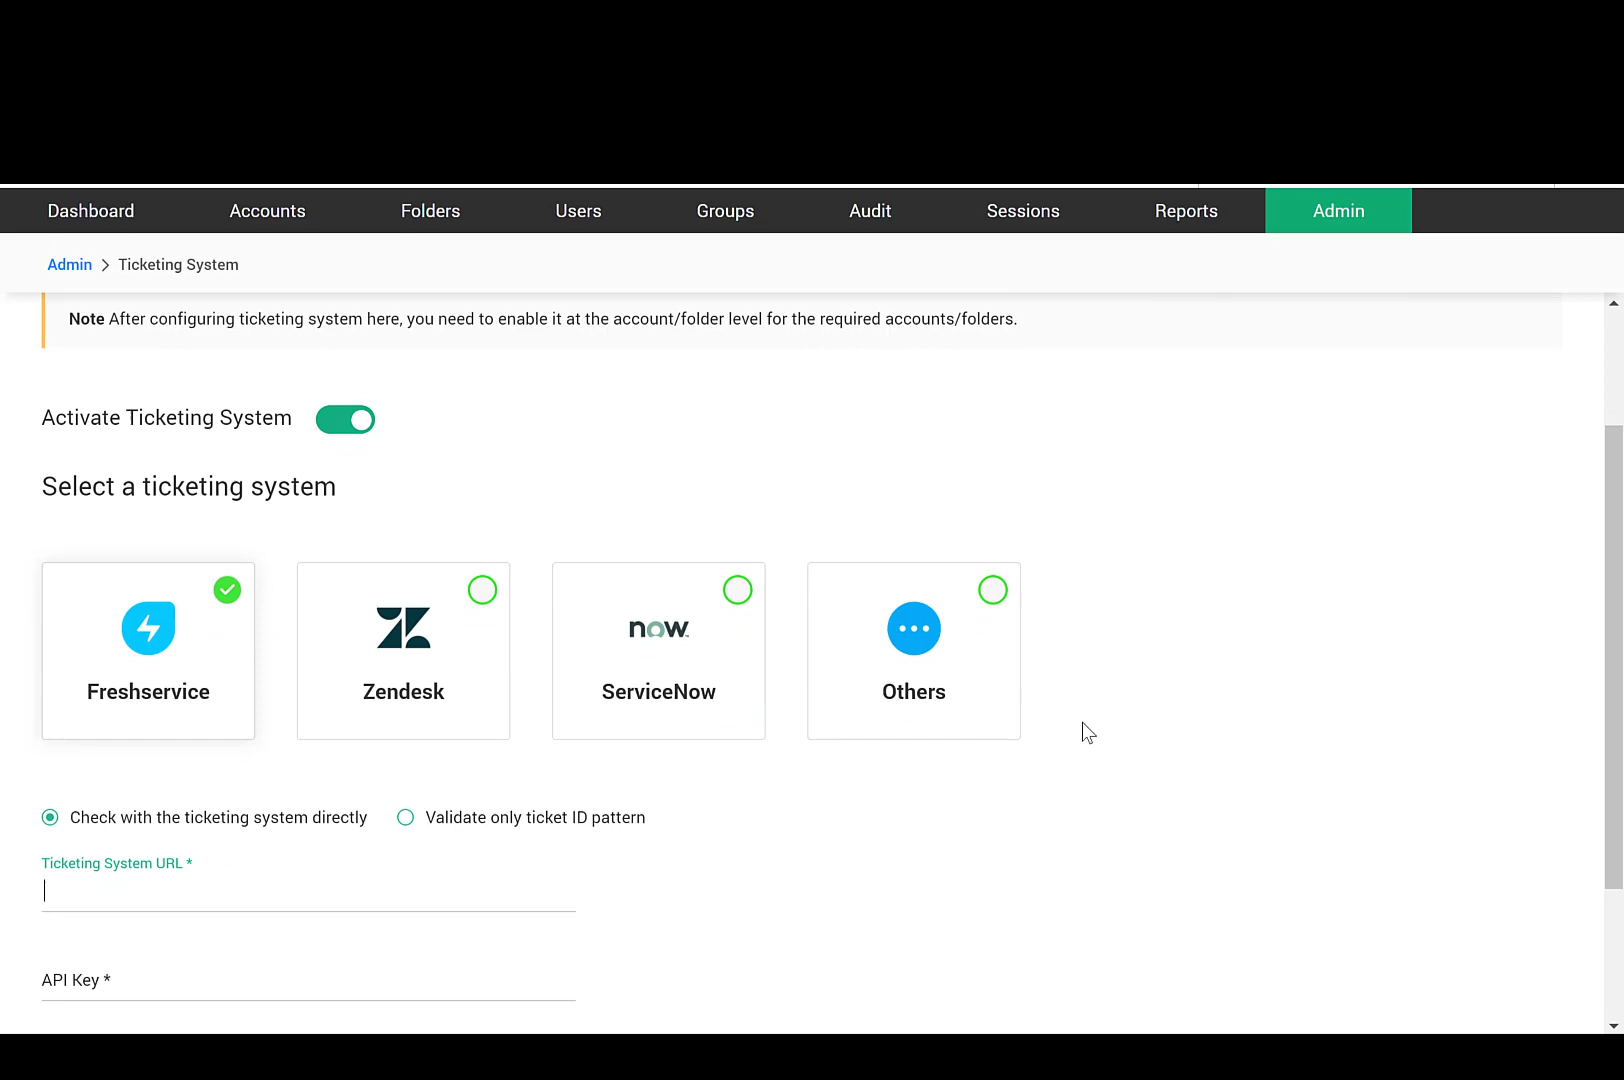 Dashboard Accounts Folders Users Groups Audit Sessions Reports Admin
Admin > Ticketing System
Note After configuring ticketing system here, you need to enable it at the account/folder level for the required accounts/folders.
Activate Ticketing System
Select a ticketing system
now
Freshservice Zendesk ServiceNow Others
Check with the ticketing system directly Validate only ticket ID pattern
Ticketing System URL *
API Key *